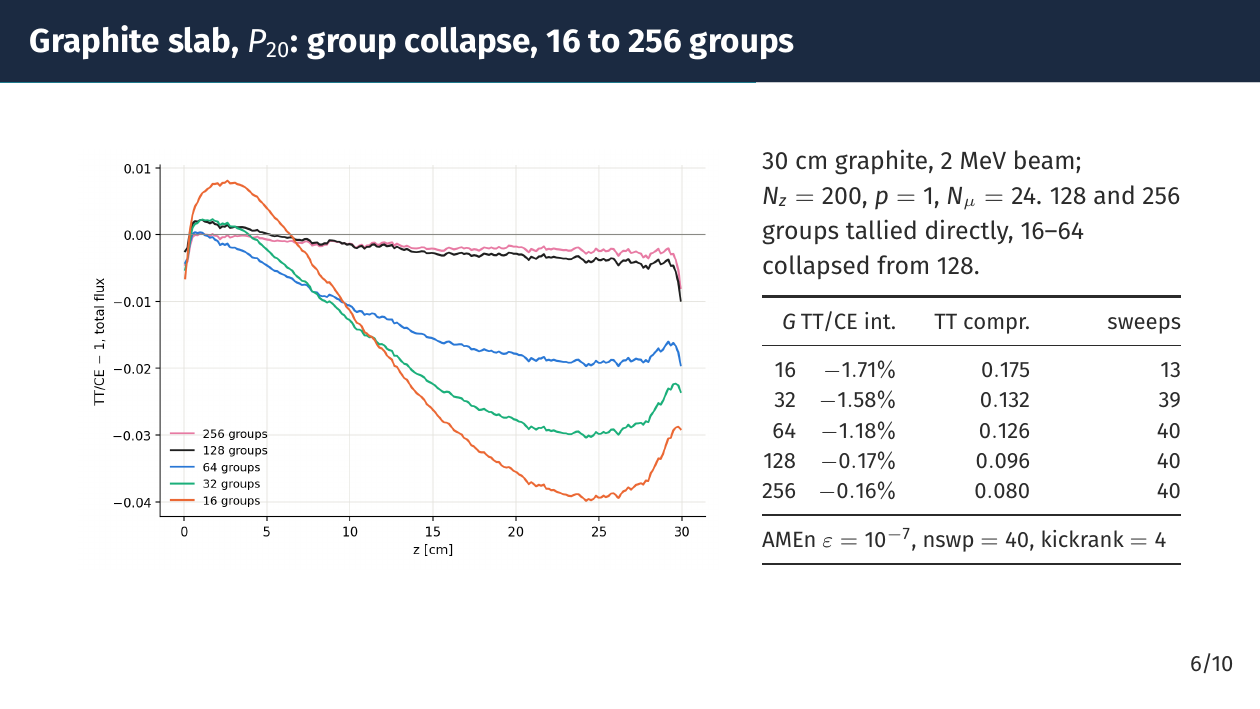 Graphite slab, P₂₀: group collapse, 16 to 256 groups
0.01
0.00
−0.01
−0.02
−0.03
−0.04
TT/CE − 1, total flux
256 groups
128 groups
64 groups
32 groups
16 groups
0 5 10 15 20 25 30
z [cm]
30 cm graphite, 2 MeV beam;
N_z = 200, p = 1, N_μ = 24. 128 and 256
groups tallied directly, 16–64
collapsed from 128.
G TT/CE int. TT compr. sweeps
16 −1.71% 0.175 13
32 −1.58% 0.132 39
64 −1.18% 0.126 40
128 −0.17% 0.096 40
256 −0.16% 0.080 40
AMEn ε = 10⁻⁷, nswp = 40, kickrank = 4
6/10